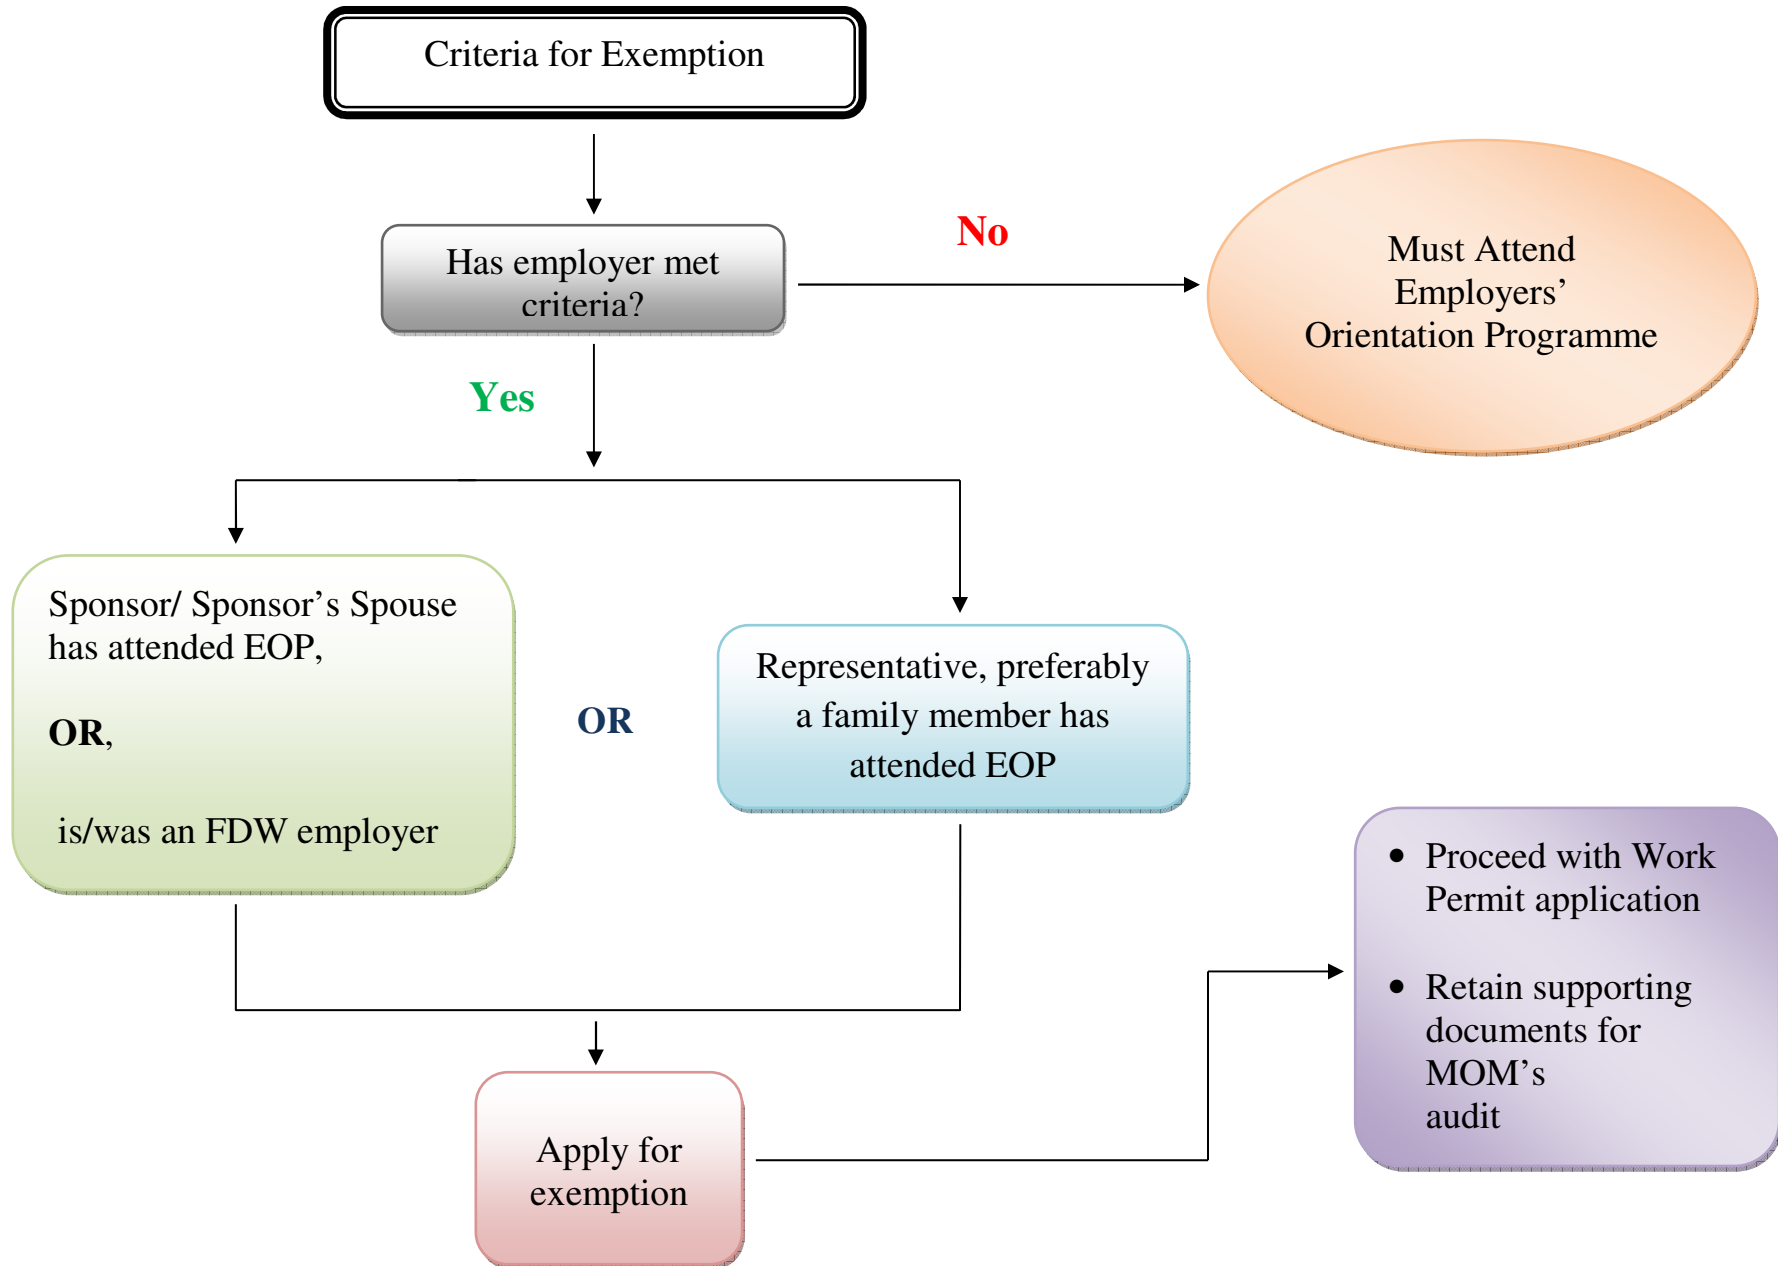 Criteria for Exemption
Has employer met
criteria?
No
Must Attend
Employers’
Orientation Programme
Yes
Sponsor/ Sponsor’s Spouse
has attended EOP,
OR,
is/was an FDW employer
OR
Representative, preferably
a family member has
attended EOP
Apply for
exemption
• Proceed with Work
Permit application
• Retain supporting
documents for
MOM’s
audit